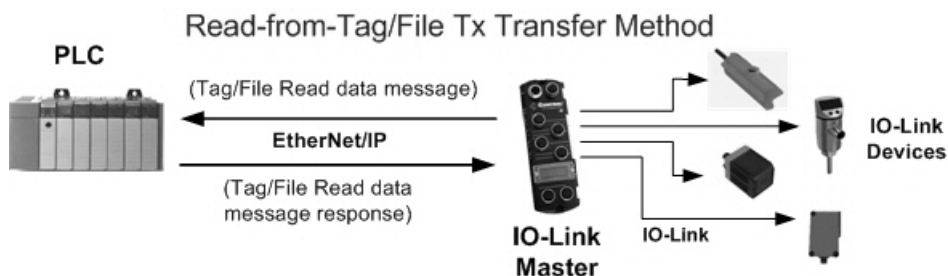 Read-from-Tag/File Tx Transfer Method
PLC
(Tag/File Read data message)
EtherNet/IP
(Tag/File Read data
message response)
IO-Link
Master
IO-Link
IO-Link
Devices